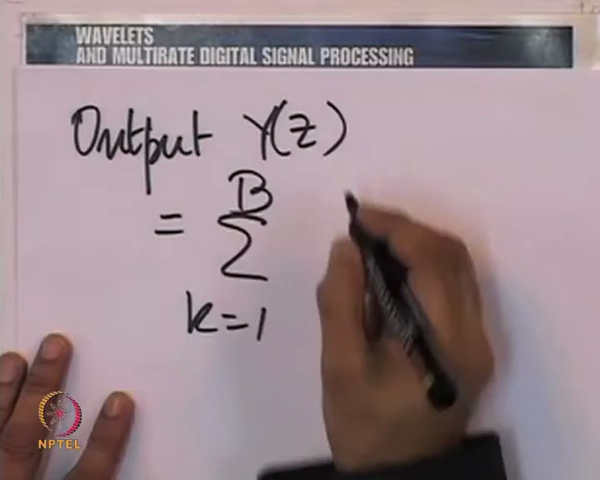 WAVELETS
AND MULTIRATE DIGITAL SIGNAL PROCESSING
Output Y(z)
= B
Σ
k=1
NPTEL